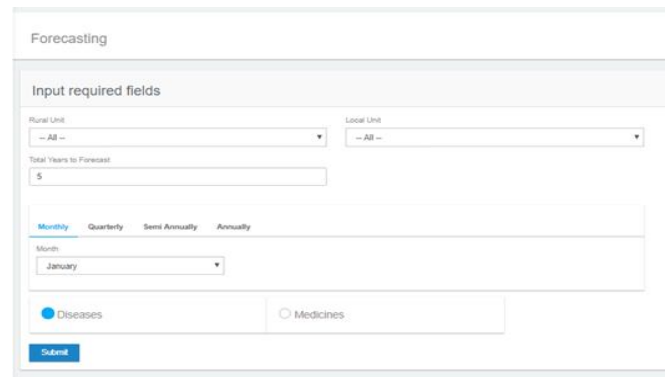 Forecasting
Input required fields
Rural Unit Local Unit
-- All -- -- All --
Total Years to Forecast
5
Monthly Quarterly Semi Annually Annually
Month
January
Diseases Medicines
Submit